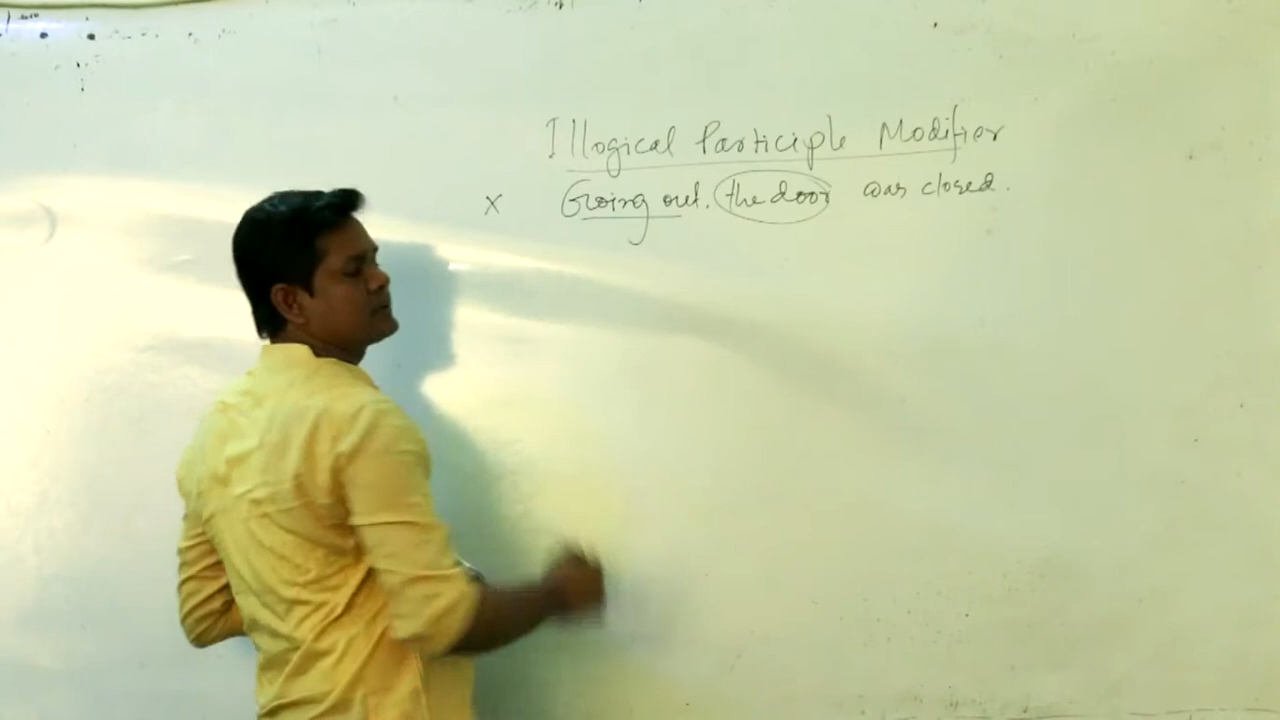 Illogical Participle Modifier
x Going out, the door was closed.